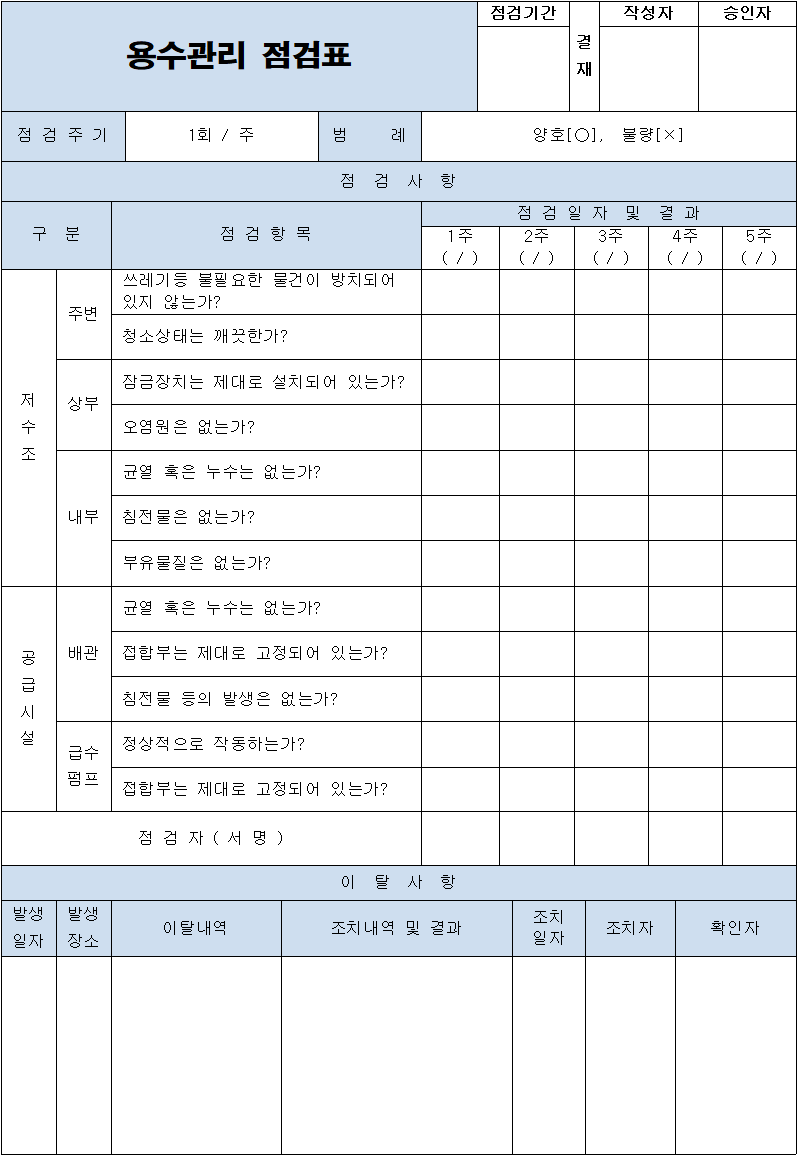 용수관리 점검표
점검기간
결재
작성자
승인자
점 검 주 기
1회 / 주
범 례
양호[○], 불량[×]
점 검 사 항
구 분
점 검 항 목
점 검 일 자 및 결 과
1주
( / )
2주
( / )
3주
( / )
4주
( / )
5주
( / )
저수조
주변
쓰레기등 불필요한 물건이 방치되어
있지 않는가?
청소상태는 깨끗한가?
상부
잠금장치는 제대로 설치되어 있는가?
오염원은 없는가?
내부
균열 혹은 누수는 없는가?
침전물은 없는가?
부유물질은 없는가?
공급시설
배관
균열 혹은 누수는 없는가?
접합부는 제대로 고정되어 있는가?
침전물 등의 발생은 없는가?
급수
펌프
정상적으로 작동하는가?
접합부는 제대로 고정되어 있는가?
점 검 자 ( 서 명 )
이 탈 사 항
발생
일자
발생
장소
이탈내역
조치내역 및 결과
조치
일자
조치자
확인자